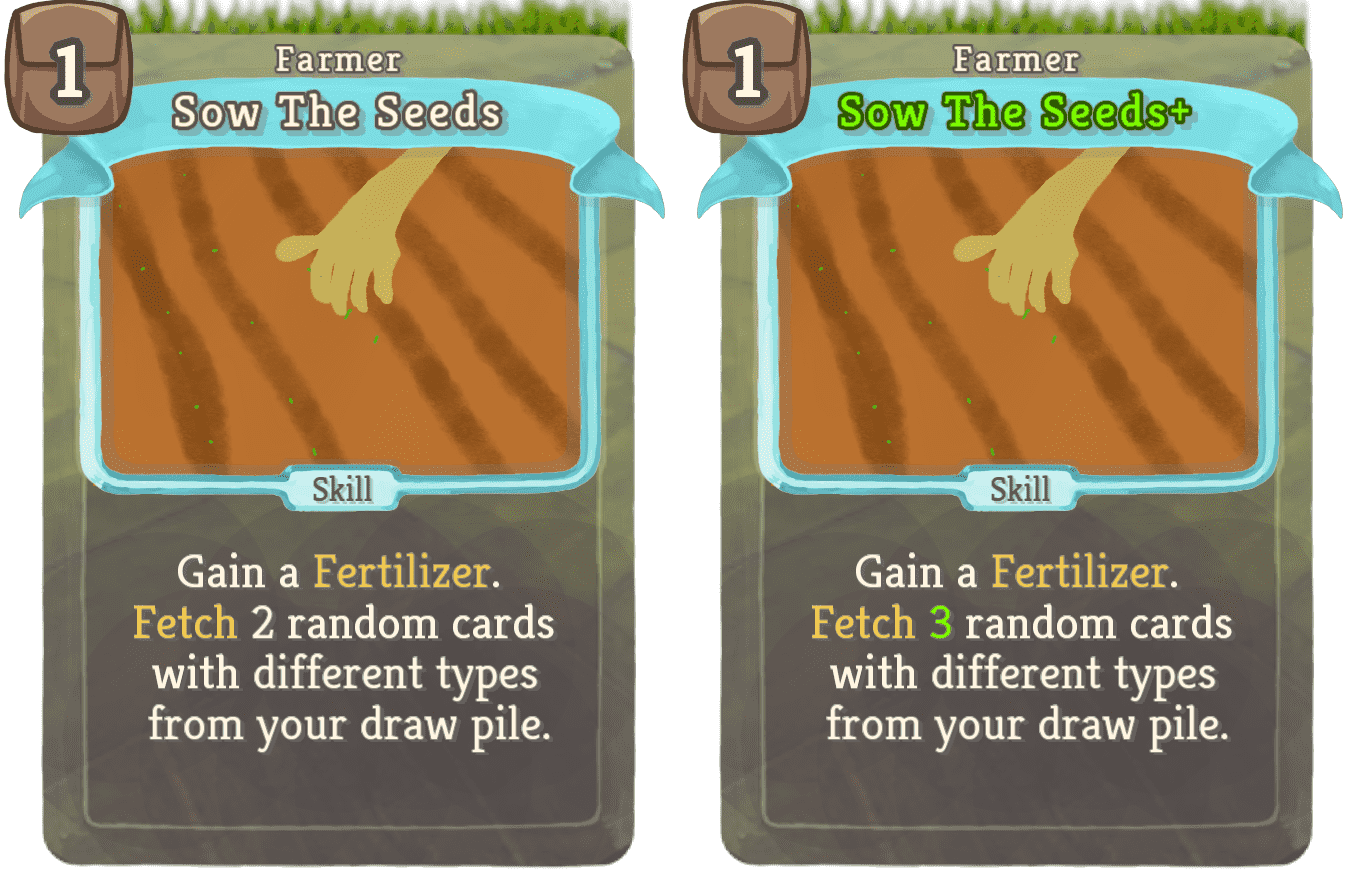 1
Farmer
Sow The Seeds
Skill
Gain a Fertilizer.
Fetch 2 random cards
with different types
from your draw pile.
1
Farmer
Sow The Seeds+
Skill
Gain a Fertilizer.
Fetch 3 random cards
with different types
from your draw pile.